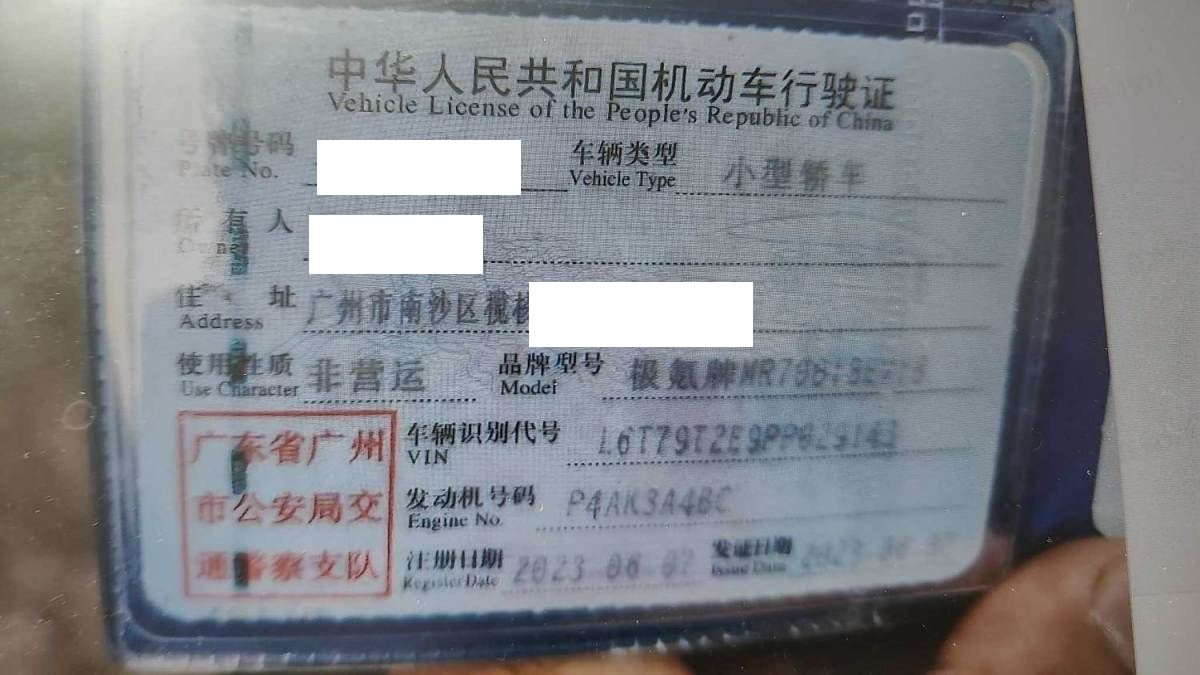 中华人民共和国机动车行驶证
Vehicle License of the People's Republic of China
号牌号码 车辆类型 小型轿车
Plate No. Vehicle Type
所有人
Owner
住址 广州市南沙区榄核
Address
使用性质 非营运 品牌型号
Use Character Model
广东省广州 车辆识别代号
VIN
市公安局交 发动机号码 P4AK3A4BC
Engine No.
通警察支队 注册日期 2023 06 07 发证日期
Register Date Issue Date